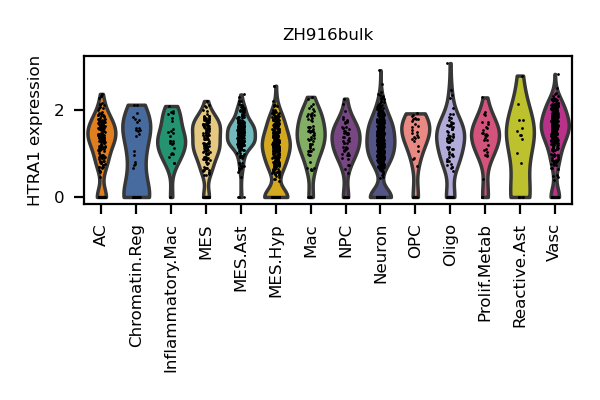 ZH916bulk
HTRA1 expression
2
0
AC
Chromatin.Reg
Inflammatory.Mac
MES
MES.Ast
MES.Hyp
Mac
NPC
Neuron
OPC
Oligo
Prolif.Metab
Reactive.Ast
Vasc